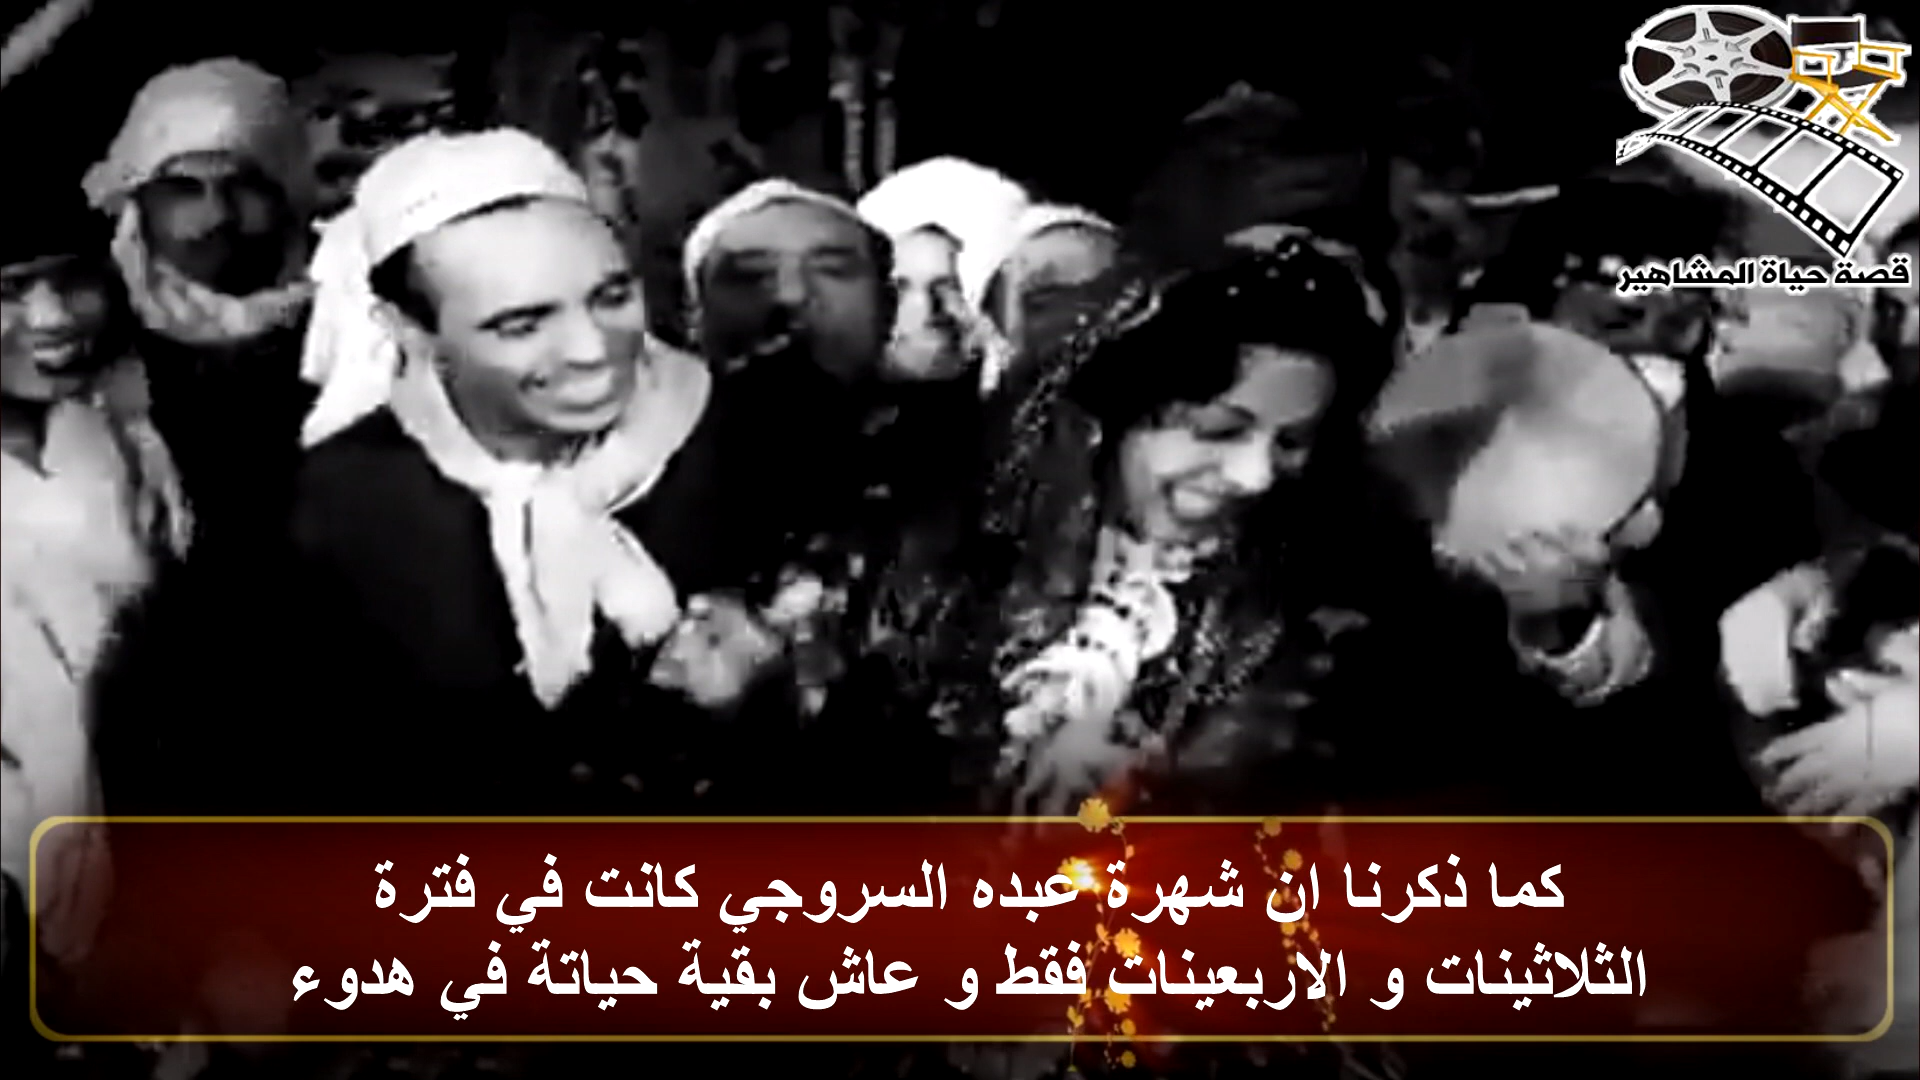 قصة حياة المشاهير
كما ذكرنا ان شهرة عبده السروجي كانت في فترة
الثلاثينات و الاربعينات فقط و عاش بقية حياتة في هدوء